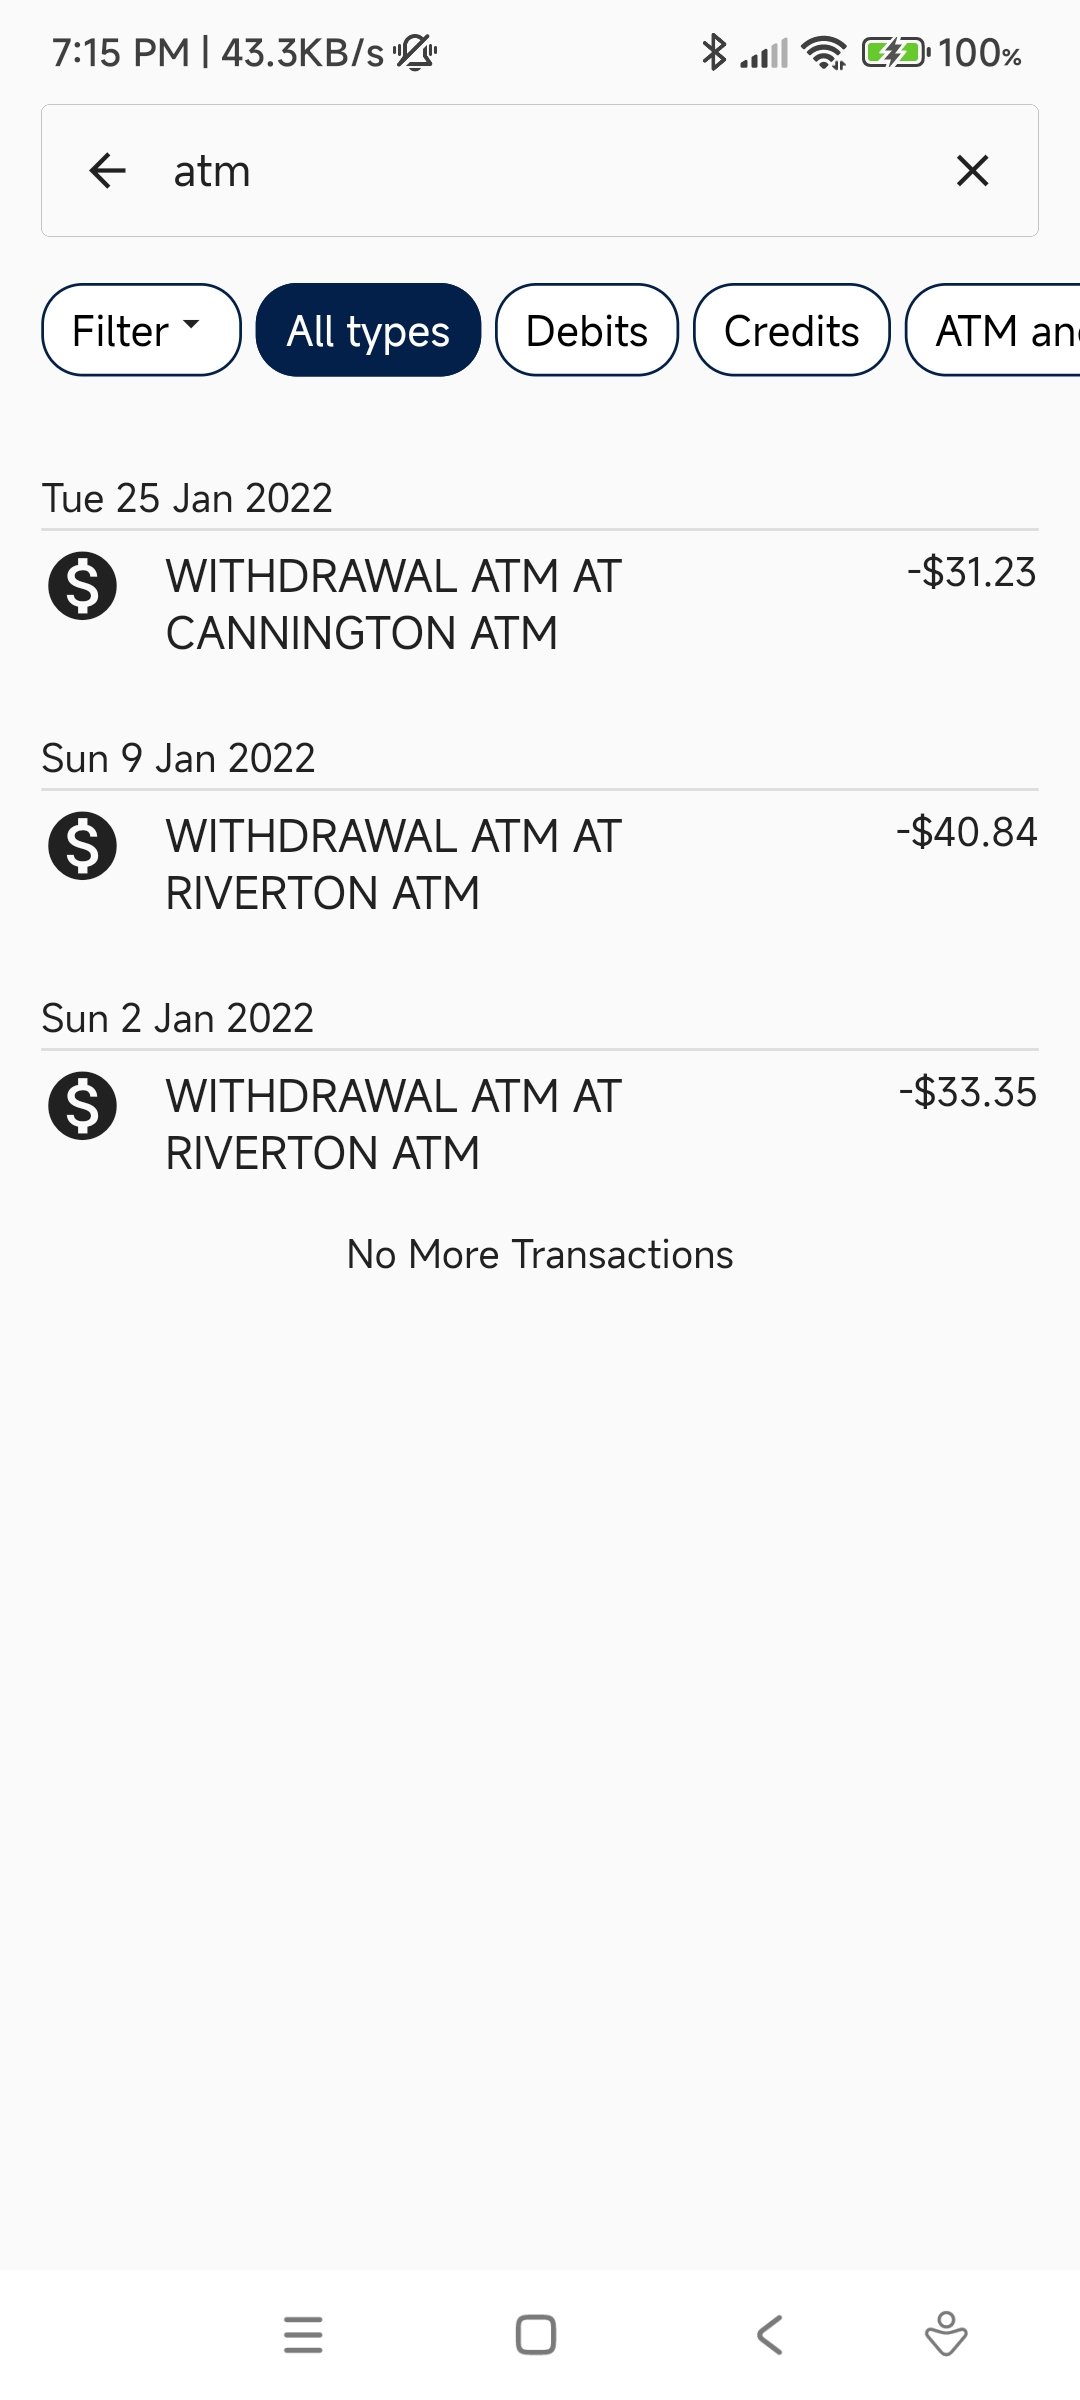 7:15 PM | 43.3KB/s 100%
atm
Filter All types Debits Credits ATM and
Tue 25 Jan 2022
WITHDRAWAL ATM AT -$31.23
CANNINGTON ATM
Sun 9 Jan 2022
WITHDRAWAL ATM AT -$40.84
RIVERTON ATM
Sun 2 Jan 2022
WITHDRAWAL ATM AT -$33.35
RIVERTON ATM
No More Transactions